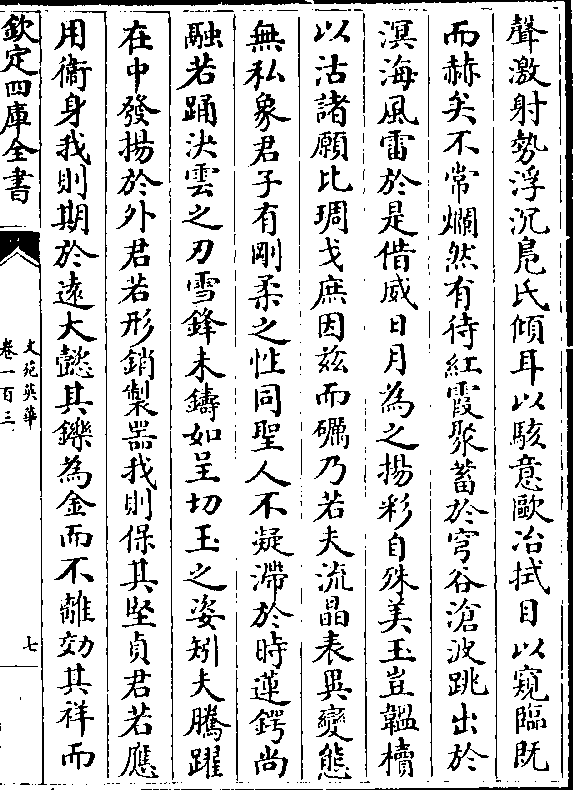 聲激射勢浮沉鳬氏傾耳以駭意歐冶拭目以窺臨既
而赫矣不常爛然有待紅霞聚蓄於穹谷滄波跳出於
溟海風雷於是借威日月為之揚彩自殊美玉豈韞櫝
以沽諸願比琱戈庶因兹而礪乃若夫流晶表異變態
無私象君子有剛柔之性同聖人不凝滯於時蓮鍔尚
融若踊決雲之刃雪鋒未鑄如呈切玉之姿矧夫騰躍
在中發揚於外君若形銷製器我則保其堅貞君若應
用衞身我則期於遠大懿其鑠為金而不離効其祥而
欽定四庫全書
文苑英華
卷一百三
七